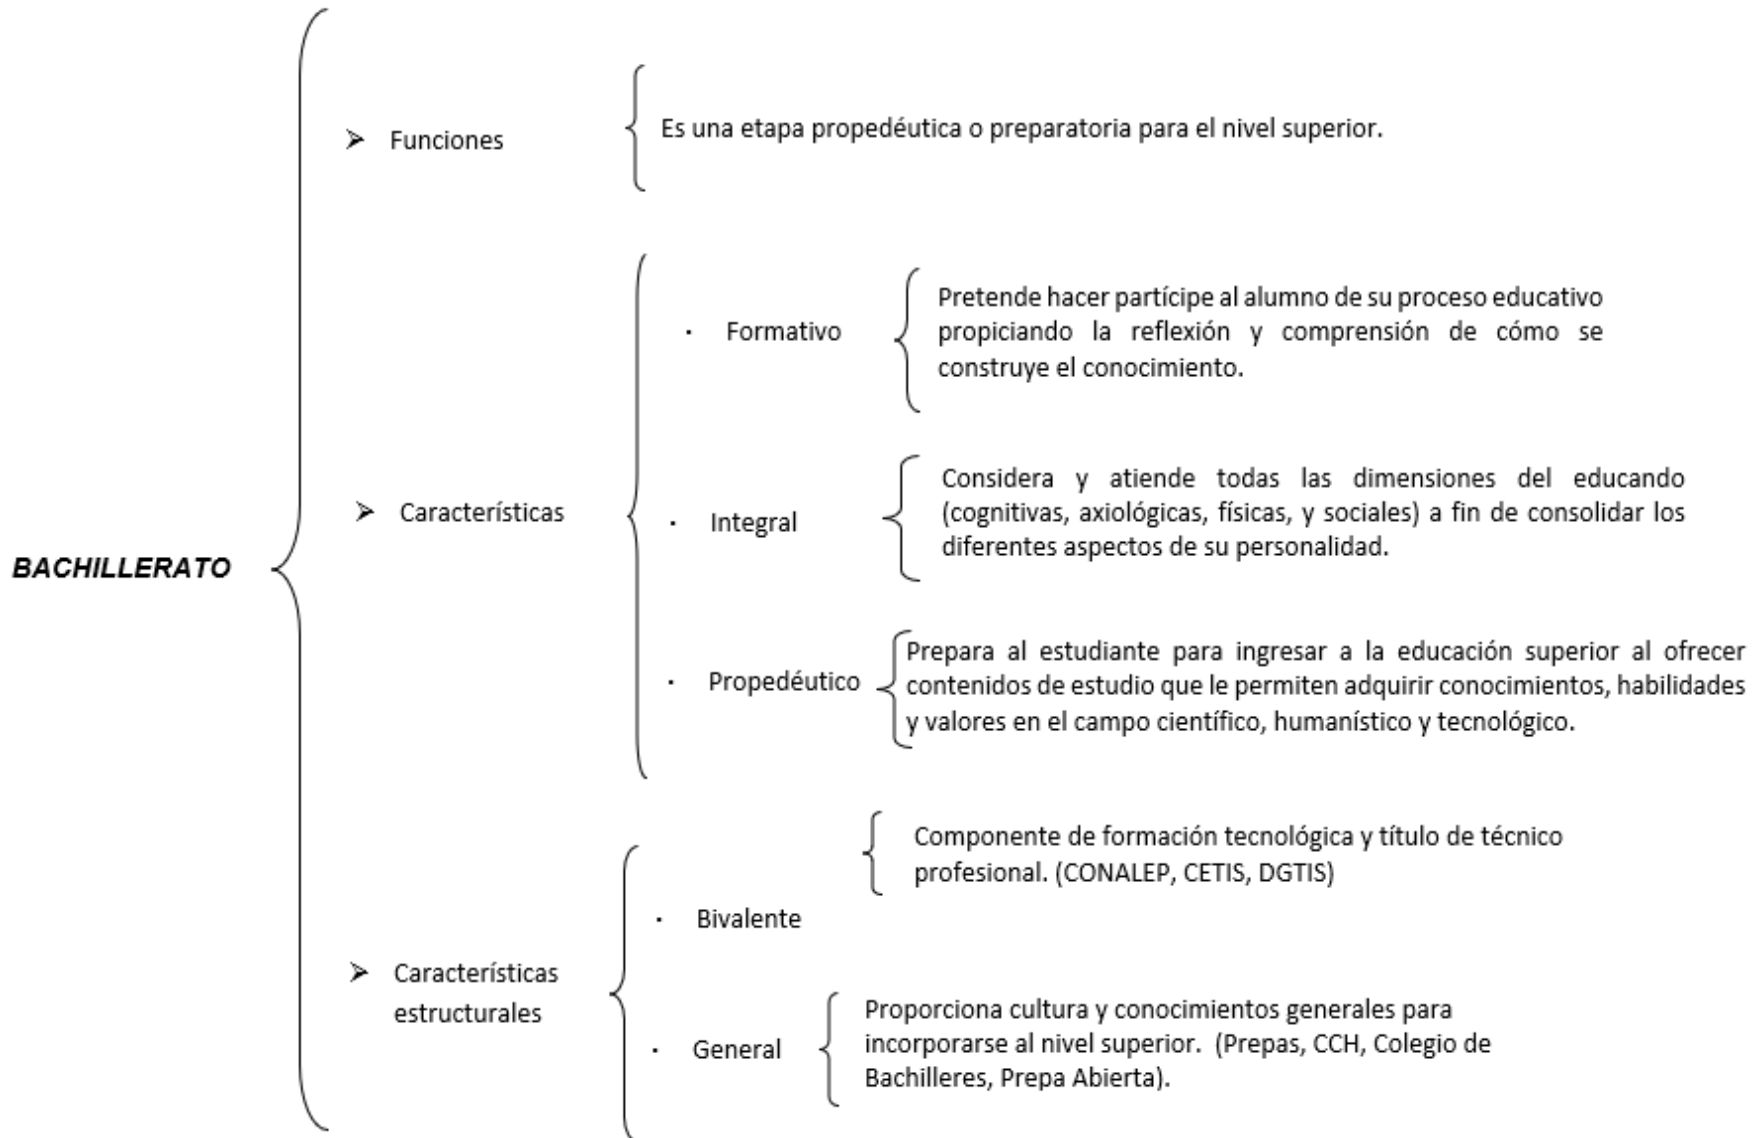 BACHILLERATO
➢ Funciones
Es una etapa propedéutica o preparatoria para el nivel superior.
➢ Características
· Formativo
Pretende hacer partícipe al alumno de su proceso educativo
propiciando la reflexión y comprensión de cómo se
construye el conocimiento.
· Integral
Considera y atiende todas las dimensiones del educando
(cognitivas, axiológicas, físicas, y sociales) a fin de consolidar los
diferentes aspectos de su personalidad.
· Propedéutico
Prepara al estudiante para ingresar a la educación superior al ofrecer
contenidos de estudio que le permiten adquirir conocimientos, habilidades
y valores en el campo científico, humanístico y tecnológico.
➢ Características
estructurales
· Bivalente
Componente de formación tecnológica y título de técnico
profesional. (CONALEP, CETIS, DGTIS)
· General
Proporciona cultura y conocimientos generales para
incorporarse al nivel superior. (Prepas, CCH, Colegio de
Bachilleres, Prepa Abierta).